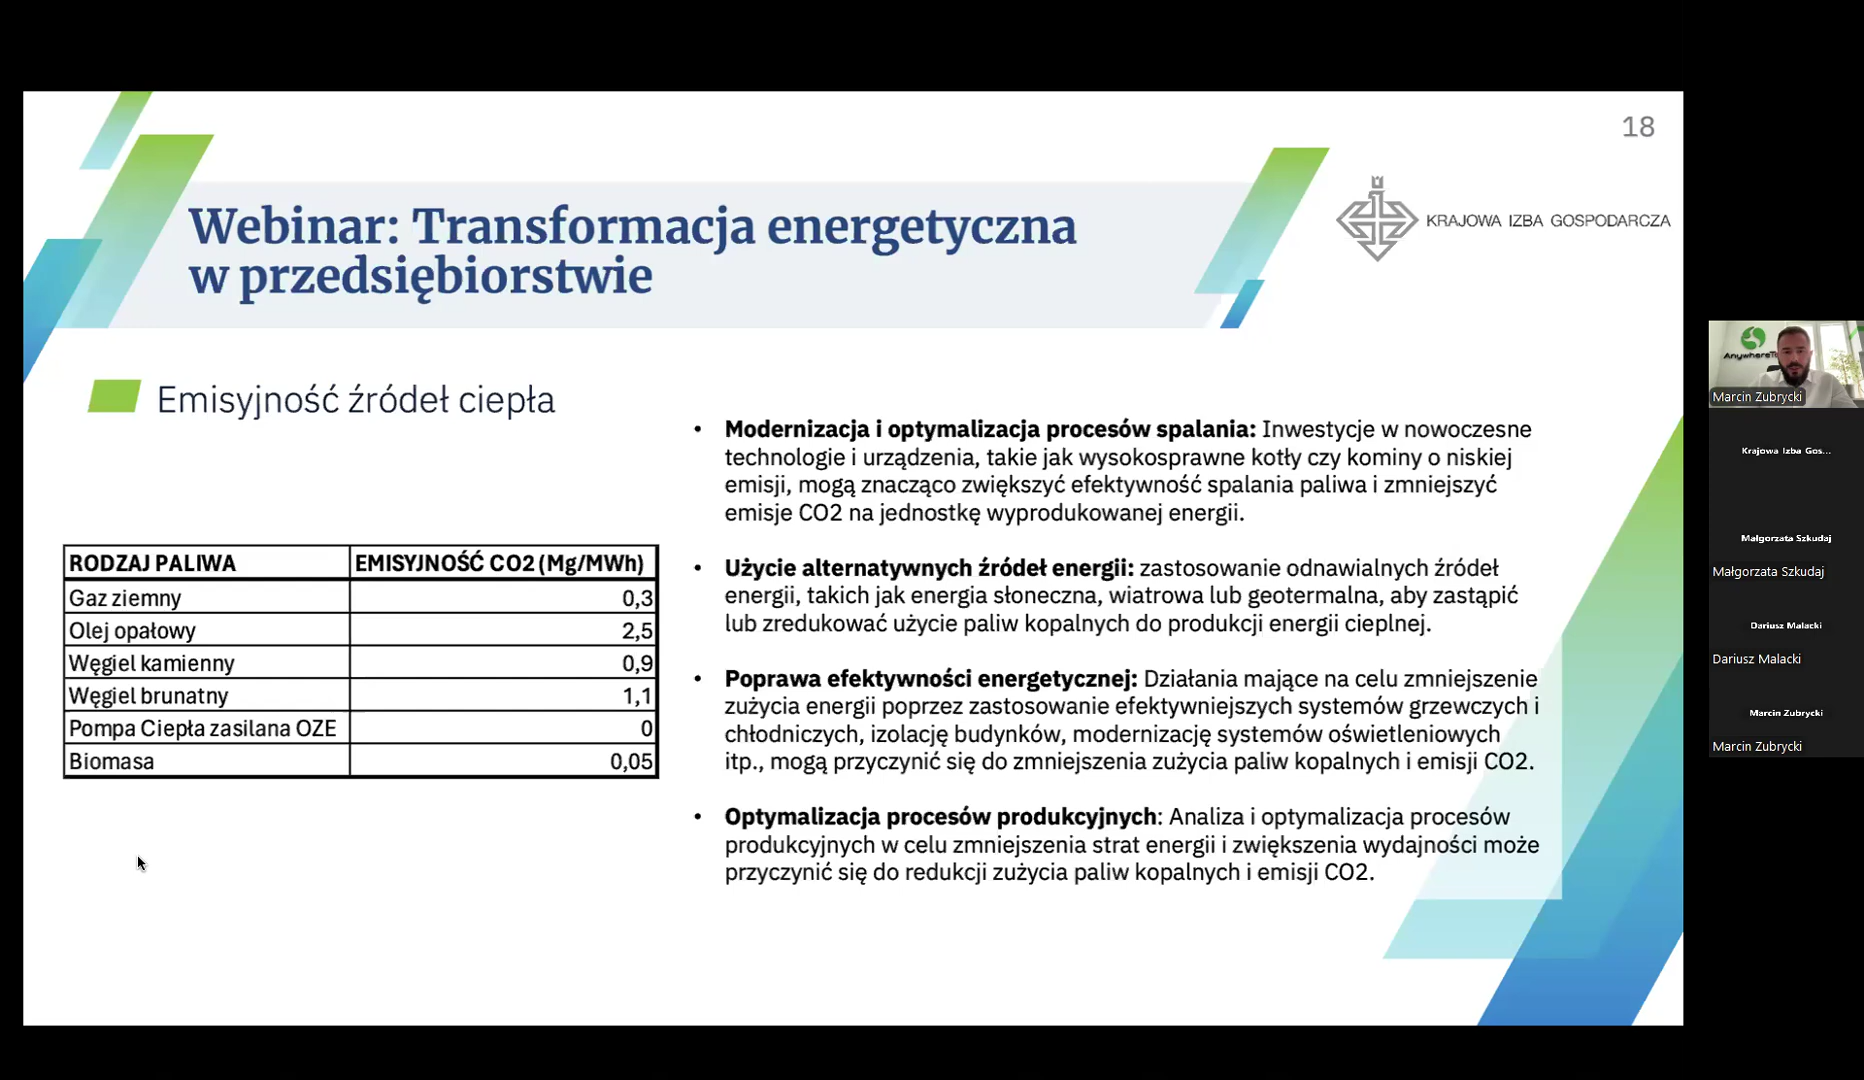 18
Webinar: Transformacja energetyczna
w przedsiębiorstwie
KRAJOWA IZBA GOSPODARCZA
Emisyjność źródeł ciepła
RODZAJ PALIWA EMISYJNOŚĆ CO2 (Mg/MWh)
Gaz ziemny 0,3
Olej opałowy 2,5
Węgiel kamienny 0,9
Węgiel brunatny 1,1
Pompa Ciepła zasilana OZE 0
Biomasa 0,05
• Modernizacja i optymalizacja procesów spalania: Inwestycje w nowoczesne
technologie i urządzenia, takie jak wysokosprawne kotły czy kominy o niskiej
emisji, mogą znacząco zwiększyć efektywność spalania paliwa i zmniejszyć
emisje CO2 na jednostkę wyprodukowanej energii.
• Użycie alternatywnych źródeł energii: zastosowanie odnawialnych źródeł
energii, takich jak energia słoneczna, wiatrowa lub geotermalna, aby zastąpić
lub zredukować użycie paliw kopalnych do produkcji energii cieplnej.
• Poprawa efektywności energetycznej: Działania mające na celu zmniejszenie
zużycia energii poprzez zastosowanie efektywniejszych systemów grzewczych i
chłodniczych, izolację budynków, modernizację systemów oświetleniowych
itp., mogą przyczynić się do zmniejszenia zużycia paliw kopalnych i emisji CO2.
• Optymalizacja procesów produkcyjnych: Analiza i optymalizacja procesów
produkcyjnych w celu zmniejszenia strat energii i zwiększenia wydajności może
przyczynić się do redukcji zużycia paliw kopalnych i emisji CO2.
Marcin Zubrycki
Krajowa Izba Gos...
Małgorzata Szkudaj
Małgorzata Szkudaj
Dariusz Malacki
Dariusz Malacki
Marcin Zubrycki
Marcin Zubrycki